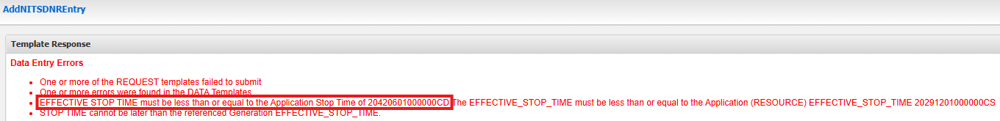 AddNITSDNREntry
Template Response
Data Entry Errors
One or more of the REQUEST templates failed to submit
One or more errors were found in the DATA Templates
EFFECTIVE STOP TIME must be less than or equal to the Application Stop Time of 20420601000000CD The EFFECTIVE_STOP_TIME must be less than or equal to the Application (RESOURCE) EFFECTIVE_STOP_TIME 20291201000000CS
STOP TIME cannot be later than the referenced Generation EFFECTIVE_STOP_TIME.